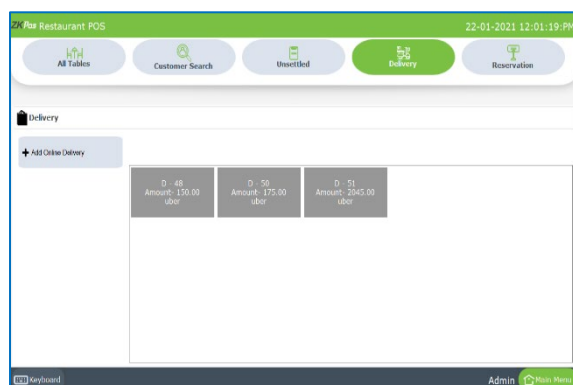 ZKPos Restaurant POS
22-01-2021 12:01:19:PM
All Tables
Customer Search
Unsettled
Delivery
Reservation
Delivery
+ Add Online Delivery
D - 48
Amount- 150.00
uber
D - 50
Amount- 175.00
uber
D - 51
Amount- 2045.00
uber
Keyboard
Admin
Main Menu